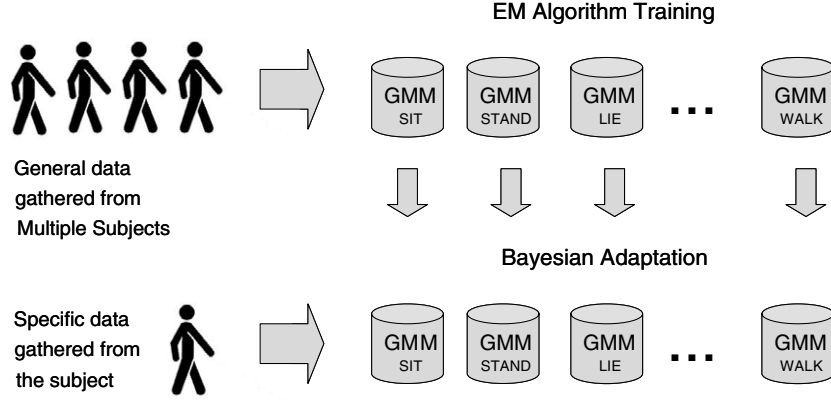 EM Algorithm Training
GMM GMM GMM ... GMM
SIT STAND LIE WALK
General data
gathered from
Multiple Subjects
Bayesian Adaptation
Specific data
gathered from
the subject
GMM GMM GMM ... GMM
SIT STAND LIE WALK